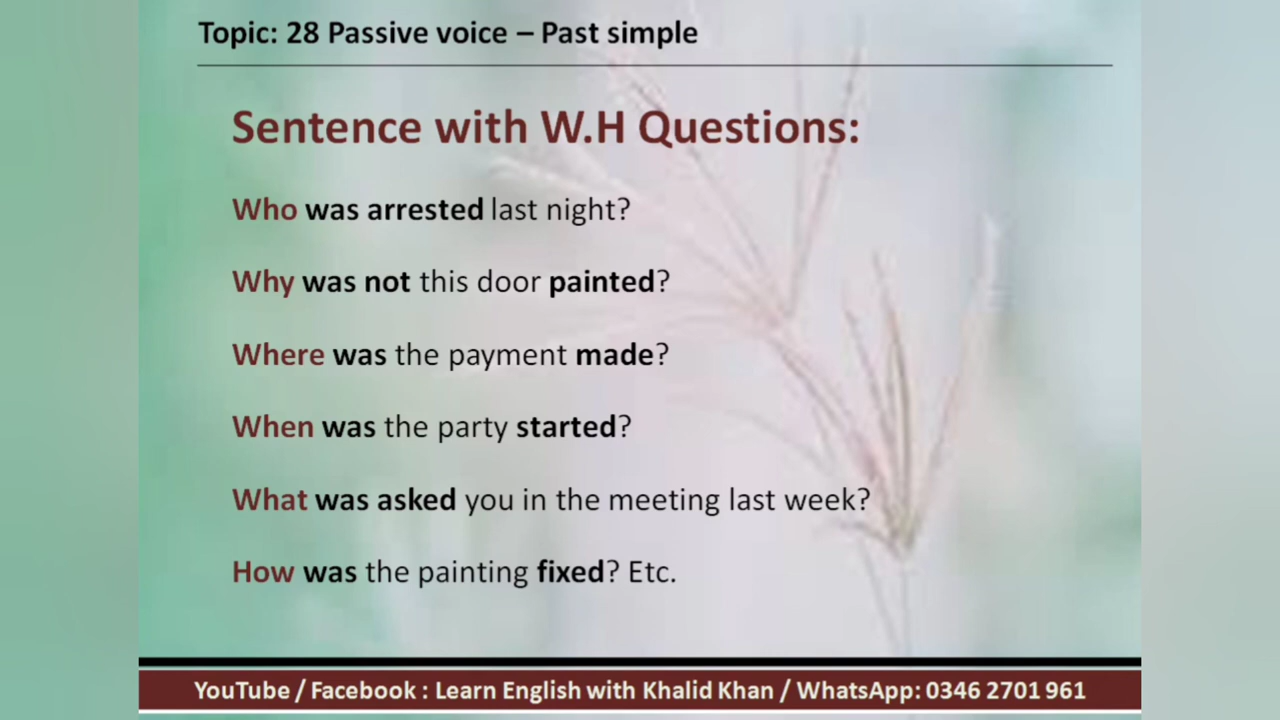 Topic: 28 Passive voice – Past simple
Sentence with W.H Questions:
Who was arrested last night?
Why was not this door painted?
Where was the payment made?
When was the party started?
What was asked you in the meeting last week?
How was the painting fixed? Etc.
YouTube / Facebook : Learn English with Khalid Khan / WhatsApp: 0346 2701 961